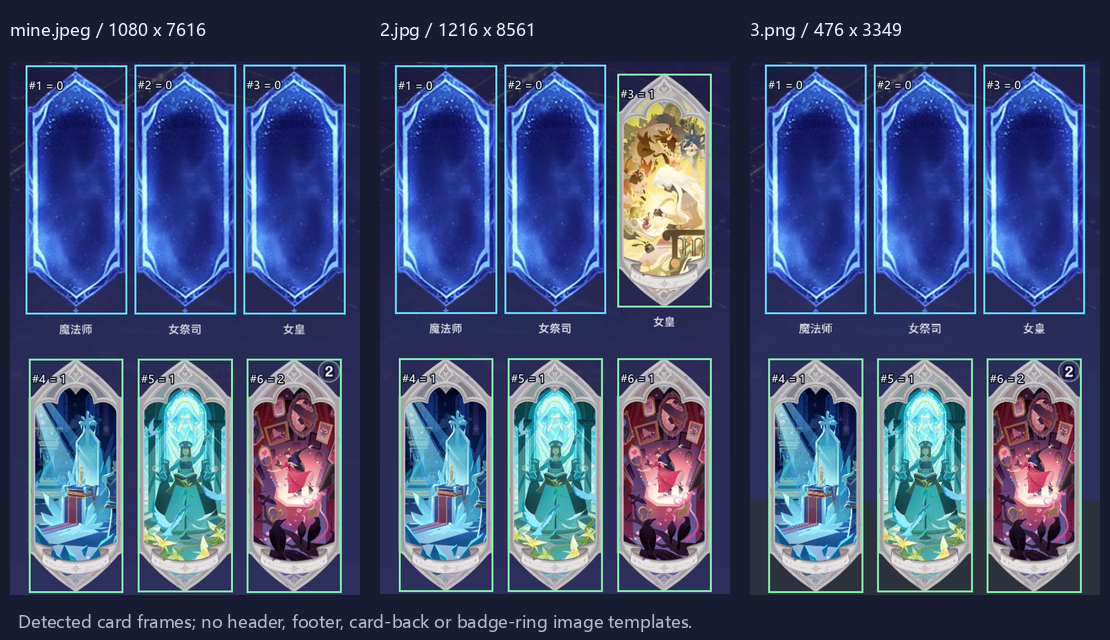 mine.jpeg / 1080 x 7616
2.jpg / 1216 x 8561
3.png / 476 x 3349
#1 = 0 #2 = 0 #3 = 0
#1 = 0 #2 = 0 #3 = 1
#1 = 0 #2 = 0 #3 = 0
魔法师 女祭司 女皇
魔法师 女祭司 女皇
魔法师 女祭司 女皇
#4 = 1 #5 = 1 #6 = 2 2
#4 = 1 #5 = 1 #6 = 1
#4 = 1 #5 = 1 #6 = 2 2
Detected card frames; no header, footer, card-back or badge-ring image templates.